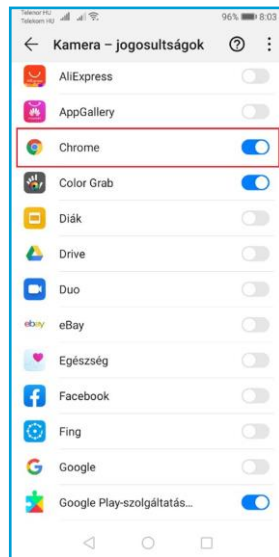 Telenor HU
Telekom HU
96% 8:03
Kamera – jogosultságok
AliExpress
AppGallery
Chrome
Color Grab
Diák
Drive
Duo
ebay eBay
Egészség
Facebook
Fing
Google
Google Play-szolgáltatás...